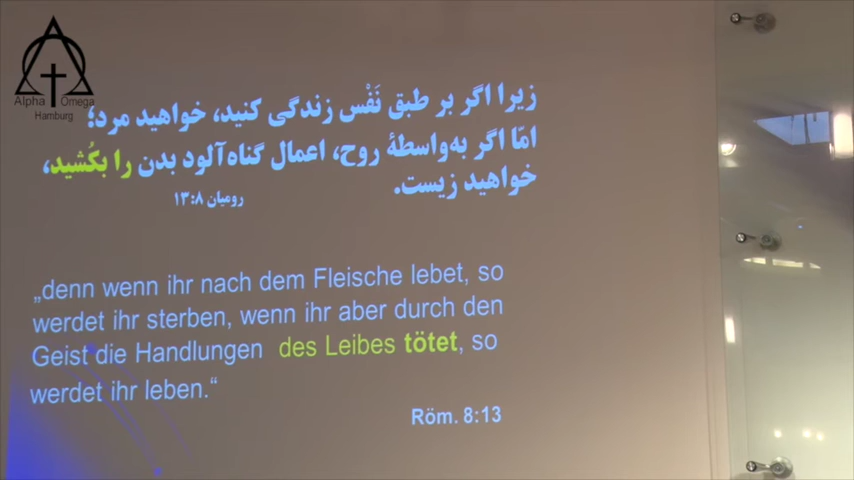 Alpha Omega
Hamburg
زیرا اگر بر طبق نَفْس زندگی کنید، خواهید مرد؛
امّا اگر به‌واسطهٔ روح، اعمال گناه‌آلود بدن را بکُشید،
خواهید زیست.
رومیان ۱۳:۸
„denn wenn ihr nach dem Fleische lebet, so
werdet ihr sterben, wenn ihr aber durch den
Geist die Handlungen des Leibes tötet, so
werdet ihr leben.“
Röm. 8:13